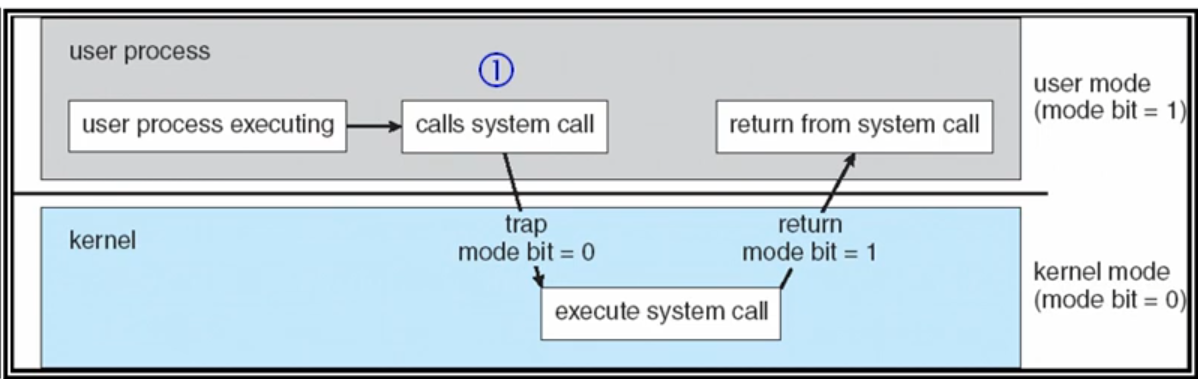 user process
①
user process executing
calls system call
return from system call
user mode
(mode bit = 1)
trap
mode bit = 0
return
mode bit = 1
kernel
execute system call
kernel mode
(mode bit = 0)